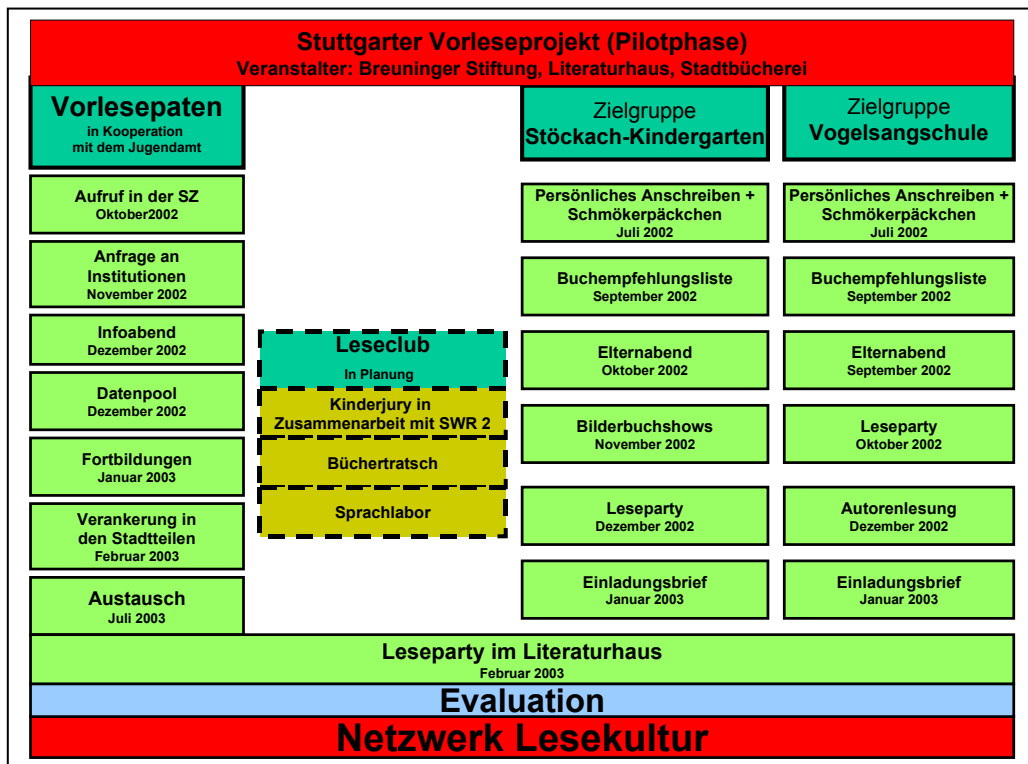 Stuttgarter Vorleseprojekt (Pilotphase)
Veranstalter: Breuninger Stiftung, Literaturhaus, Stadtbücherei
Vorlesepaten
in Kooperation
mit dem Jugendamt
Aufruf in der SZ
Oktober2002
Anfrage an
Institutionen
November 2002
Infoabend
Dezember 2002
Datenpool
Dezember 2002
Fortbildungen
Januar 2003
Verankerung in
den Stadtteilen
Februar 2003
Austausch
Juli 2003
Leseclub
In Planung
Kinderjury in
Zusammenarbeit mit SWR 2
Büchertratsch
Sprachlabor
Zielgruppe
Stöckach-Kindergarten
Persönliches Anschreiben +
Schmökerpäckchen
Juli 2002
Buchempfehlungsliste
September 2002
Elternabend
Oktober 2002
Bilderbuchshows
November 2002
Leseparty
Dezember 2002
Einladungsbrief
Januar 2003
Zielgruppe
Vogelsangschule
Persönliches Anschreiben +
Schmökerpäckchen
Juli 2002
Buchempfehlungsliste
September 2002
Elternabend
September 2002
Leseparty
Oktober 2002
Autorenlesung
Dezember 2002
Einladungsbrief
Januar 2003
Leseparty im Literaturhaus
Februar 2003
Evaluation
Netzwerk Lesekultur